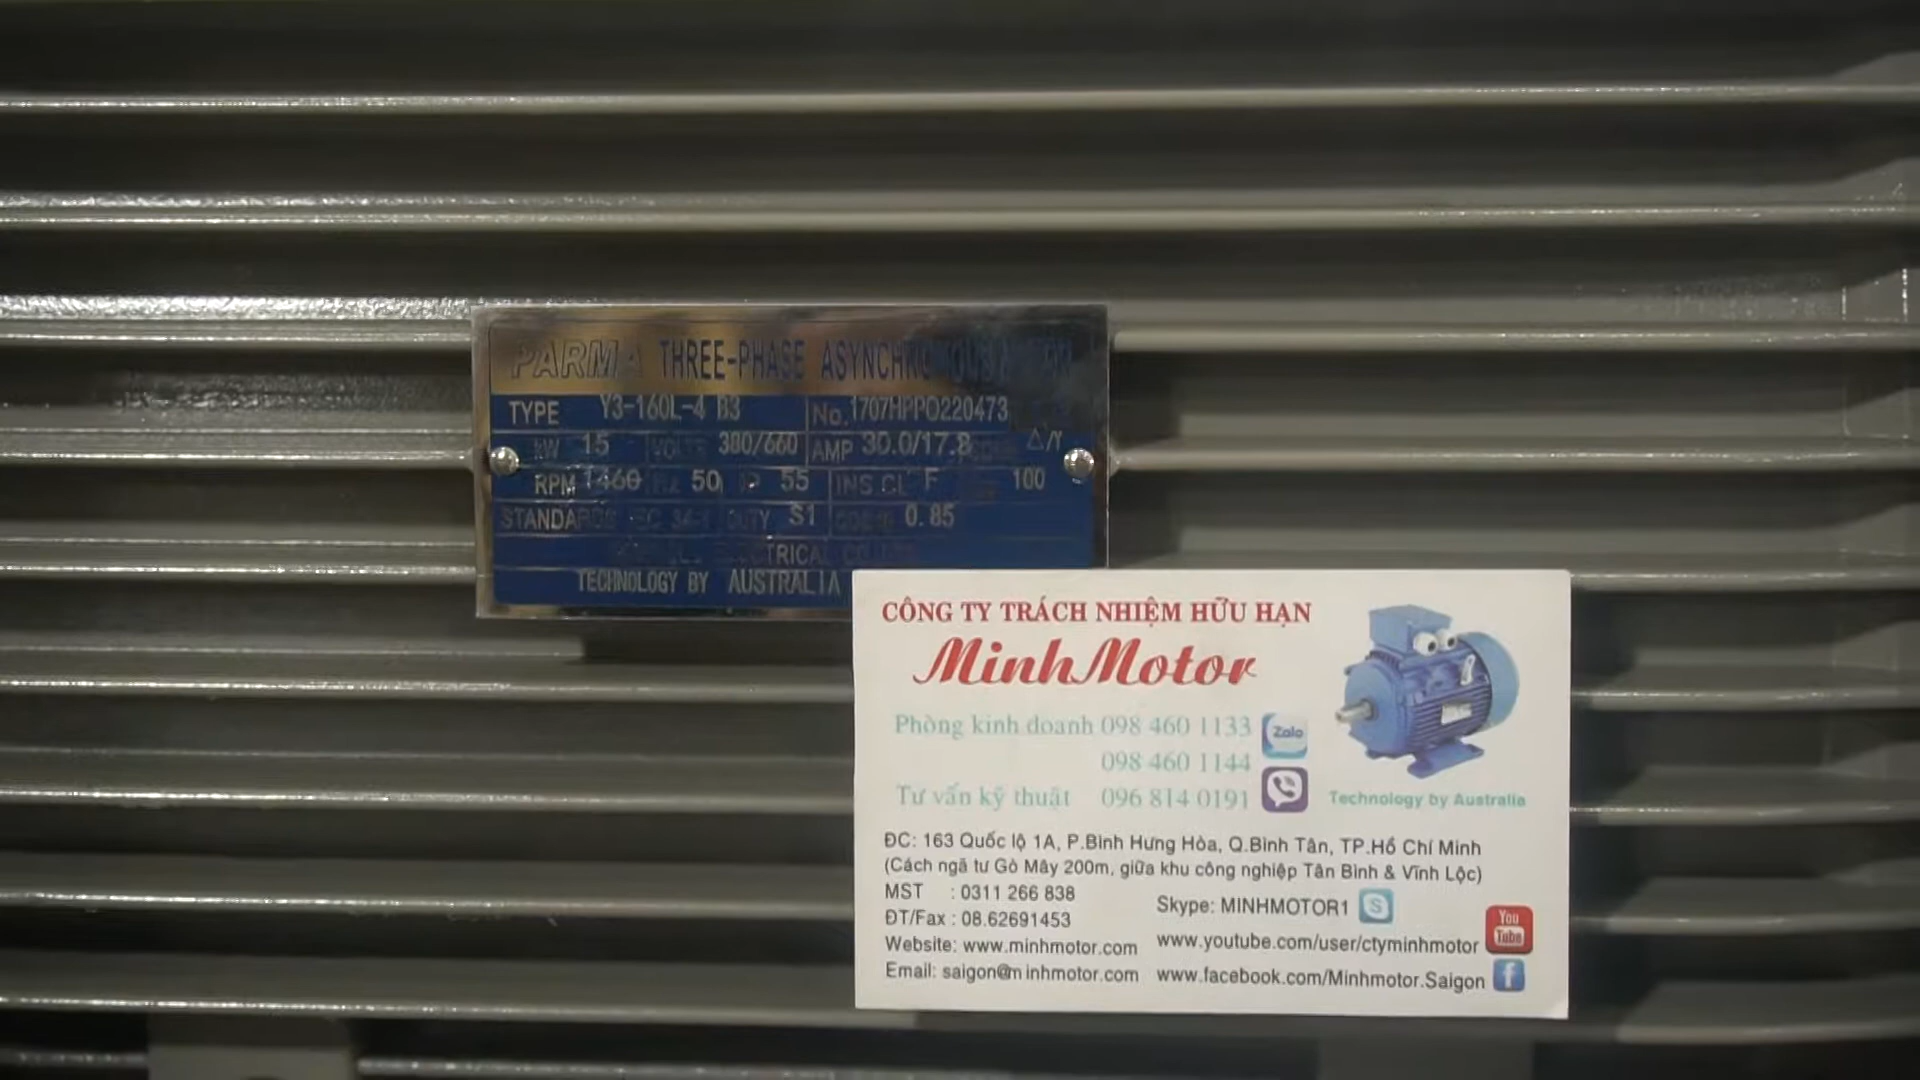 PARMA THREE-PHASE ASYNCHRONOUS MOTOR
TYPE Y3-160L-4 B3 No. 1707HPPO220473
kW 15 VOLTS 380/660 AMP 30.0/17.8 Δ/Y
RPM 1460 Hz 50 IP 55 INS CL F 100
STANDARDS IEC 34-1 DUTY S1 0.85
ELECTRICAL CO.
TECHNOLOGY BY AUSTRALIA
CÔNG TY TRÁCH NHIỆM HỮU HẠN
MinhMotor
Phòng kinh doanh 098 460 1133
Zalo
098 460 1144
Tư vấn kỹ thuật 096 814 0191
Technology by Australia
ĐC: 163 Quốc lộ 1A, P.Bình Hưng Hòa, Q.Bình Tân, TP.Hồ Chí Minh
(Cách ngã tư Gò Mây 200m, giữa khu công nghiệp Tân Bình & Vĩnh Lộc)
MST : 0311 266 838
ĐT/Fax : 08.62691453
Website: www.minhmotor.com
Email: saigon@minhmotor.com
Skype: MINHMOTOR1
www.youtube.com/user/ctyminhmotor
You Tube
www.facebook.com/Minhmotor.Saigon